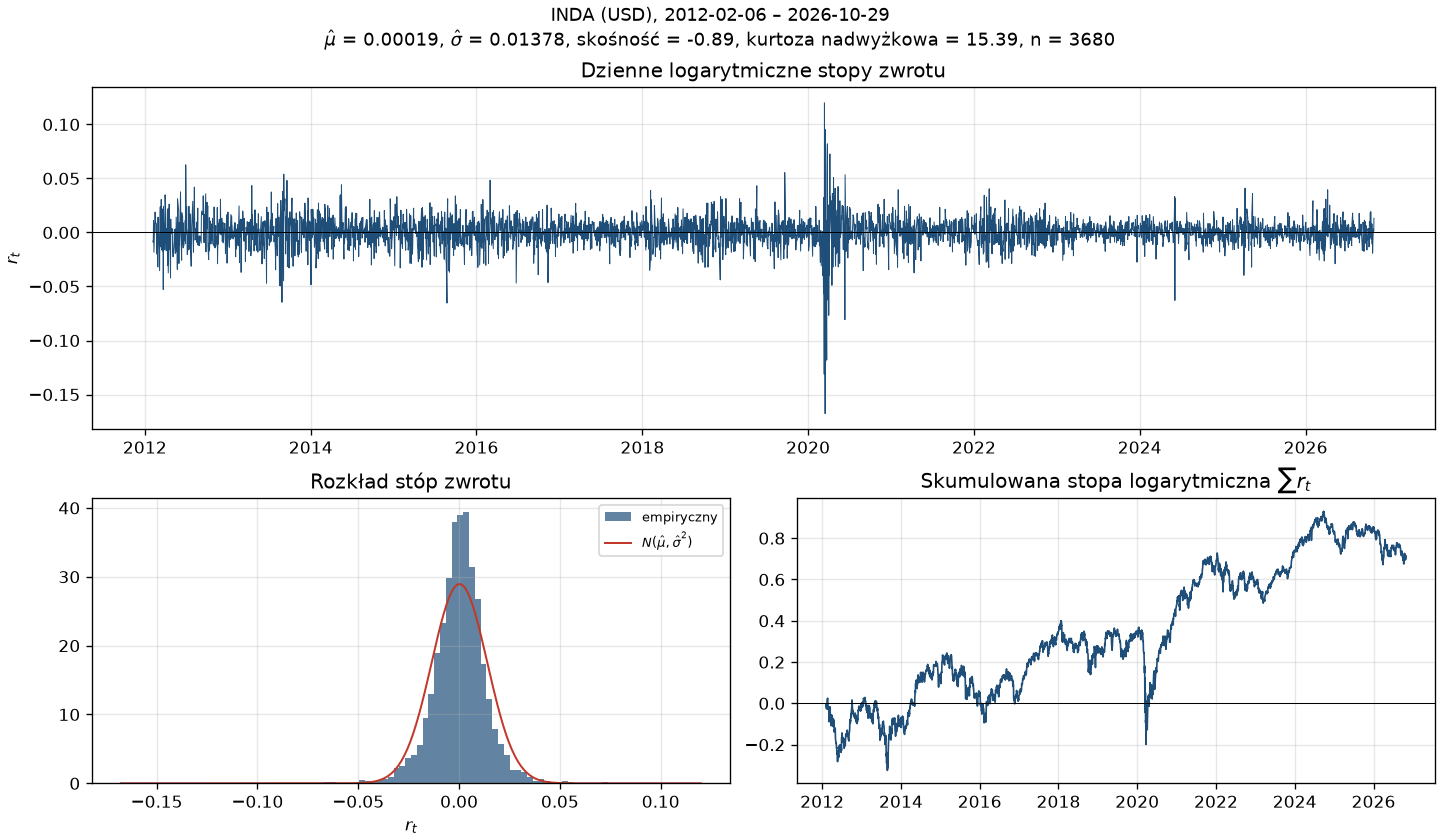 INDA (USD), 2012-02-06 – 2026-10-29
μ̂ = 0.00019, σ̂ = 0.01378, skośność = -0.89, kurtoza nadwyżkowa = 15.39, n = 3680
Dzienne logarytmiczne stopy zwrotu
0.10
0.05
0.00
−0.05
−0.10
−0.15
r_t
2012 2014 2016 2018 2020 2022 2024 2026
Rozkład stóp zwrotu
empiryczny
N(μ̂, σ̂²)
40
30
20
10
0
−0.15 −0.10 −0.05 0.00 0.05 0.10
r_t
Skumulowana stopa logarytmiczna ∑r_t
0.8
0.6
0.4
0.2
0.0
−0.2
2012 2014 2016 2018 2020 2022 2024 2026